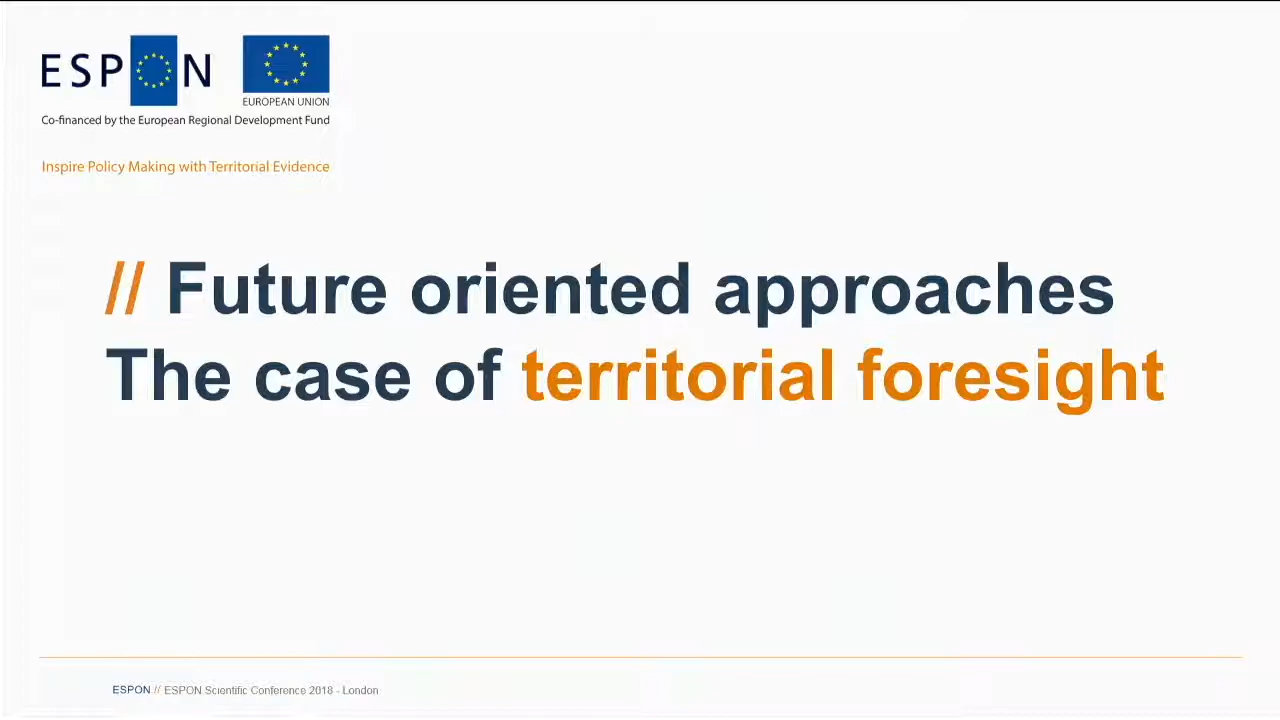 ESPON
EUROPEAN UNION
Co-financed by the European Regional Development Fund
Inspire Policy Making with Territorial Evidence
// Future oriented approaches
The case of territorial foresight
ESPON // ESPON Scientific Conference 2018 - London